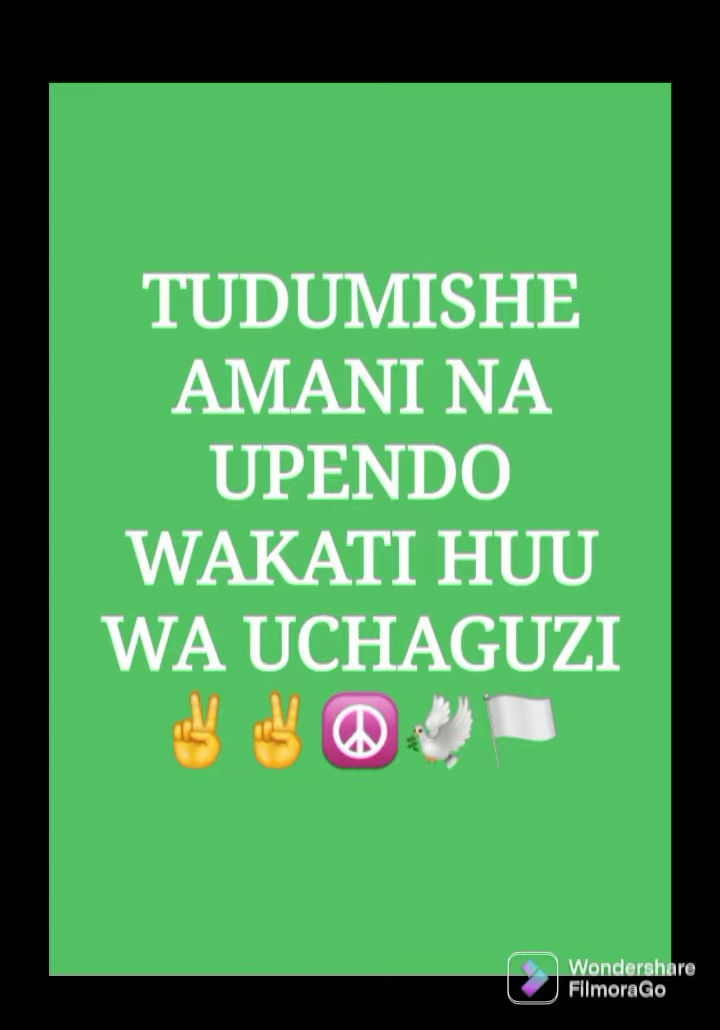 TUDUMISHE
AMANI NA
UPENDO
WAKATI HUU
WA UCHAGUZI
✌️✌️☮️🕊️🏳️
Wondershare
FilmoraGo